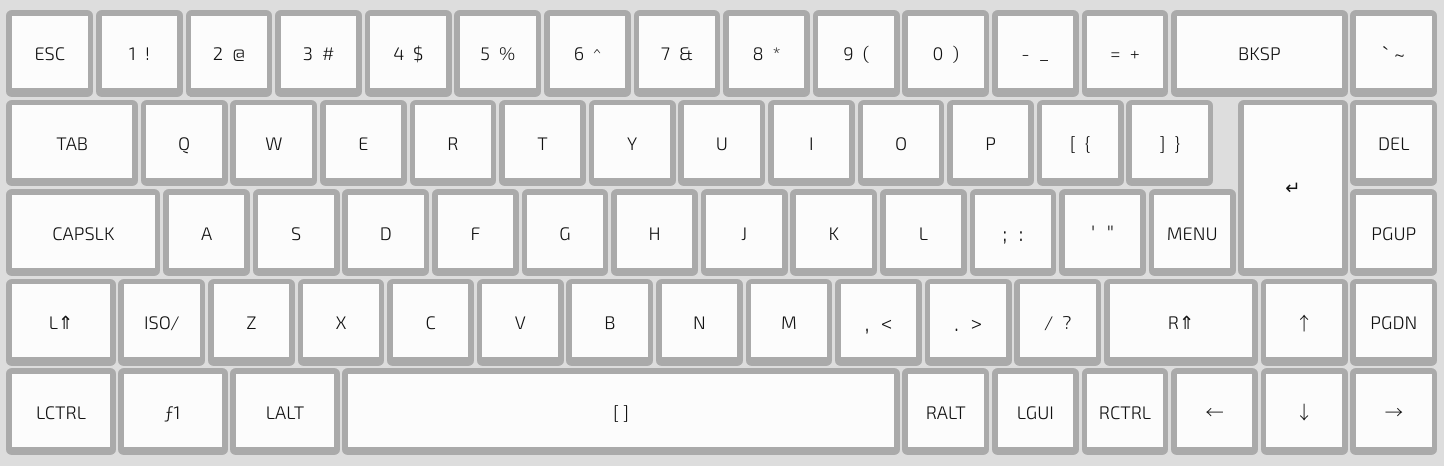 ESC 1 ! 2 @ 3 # 4 $ 5 % 6 ^ 7 & 8 * 9 ( 0 ) - _ = + BKSP ` ~
TAB Q W E R T Y U I O P [ { ] } DEL
CAPSLK A S D F G H J K L ; : ' " MENU ↵ PGUP
L⇑ ISO/ Z X C V B N M , < . > / ? R⇑ ↑ PGDN
LCTRL ƒ1 LALT [ ] RALT LGUI RCTRL ← ↓ →